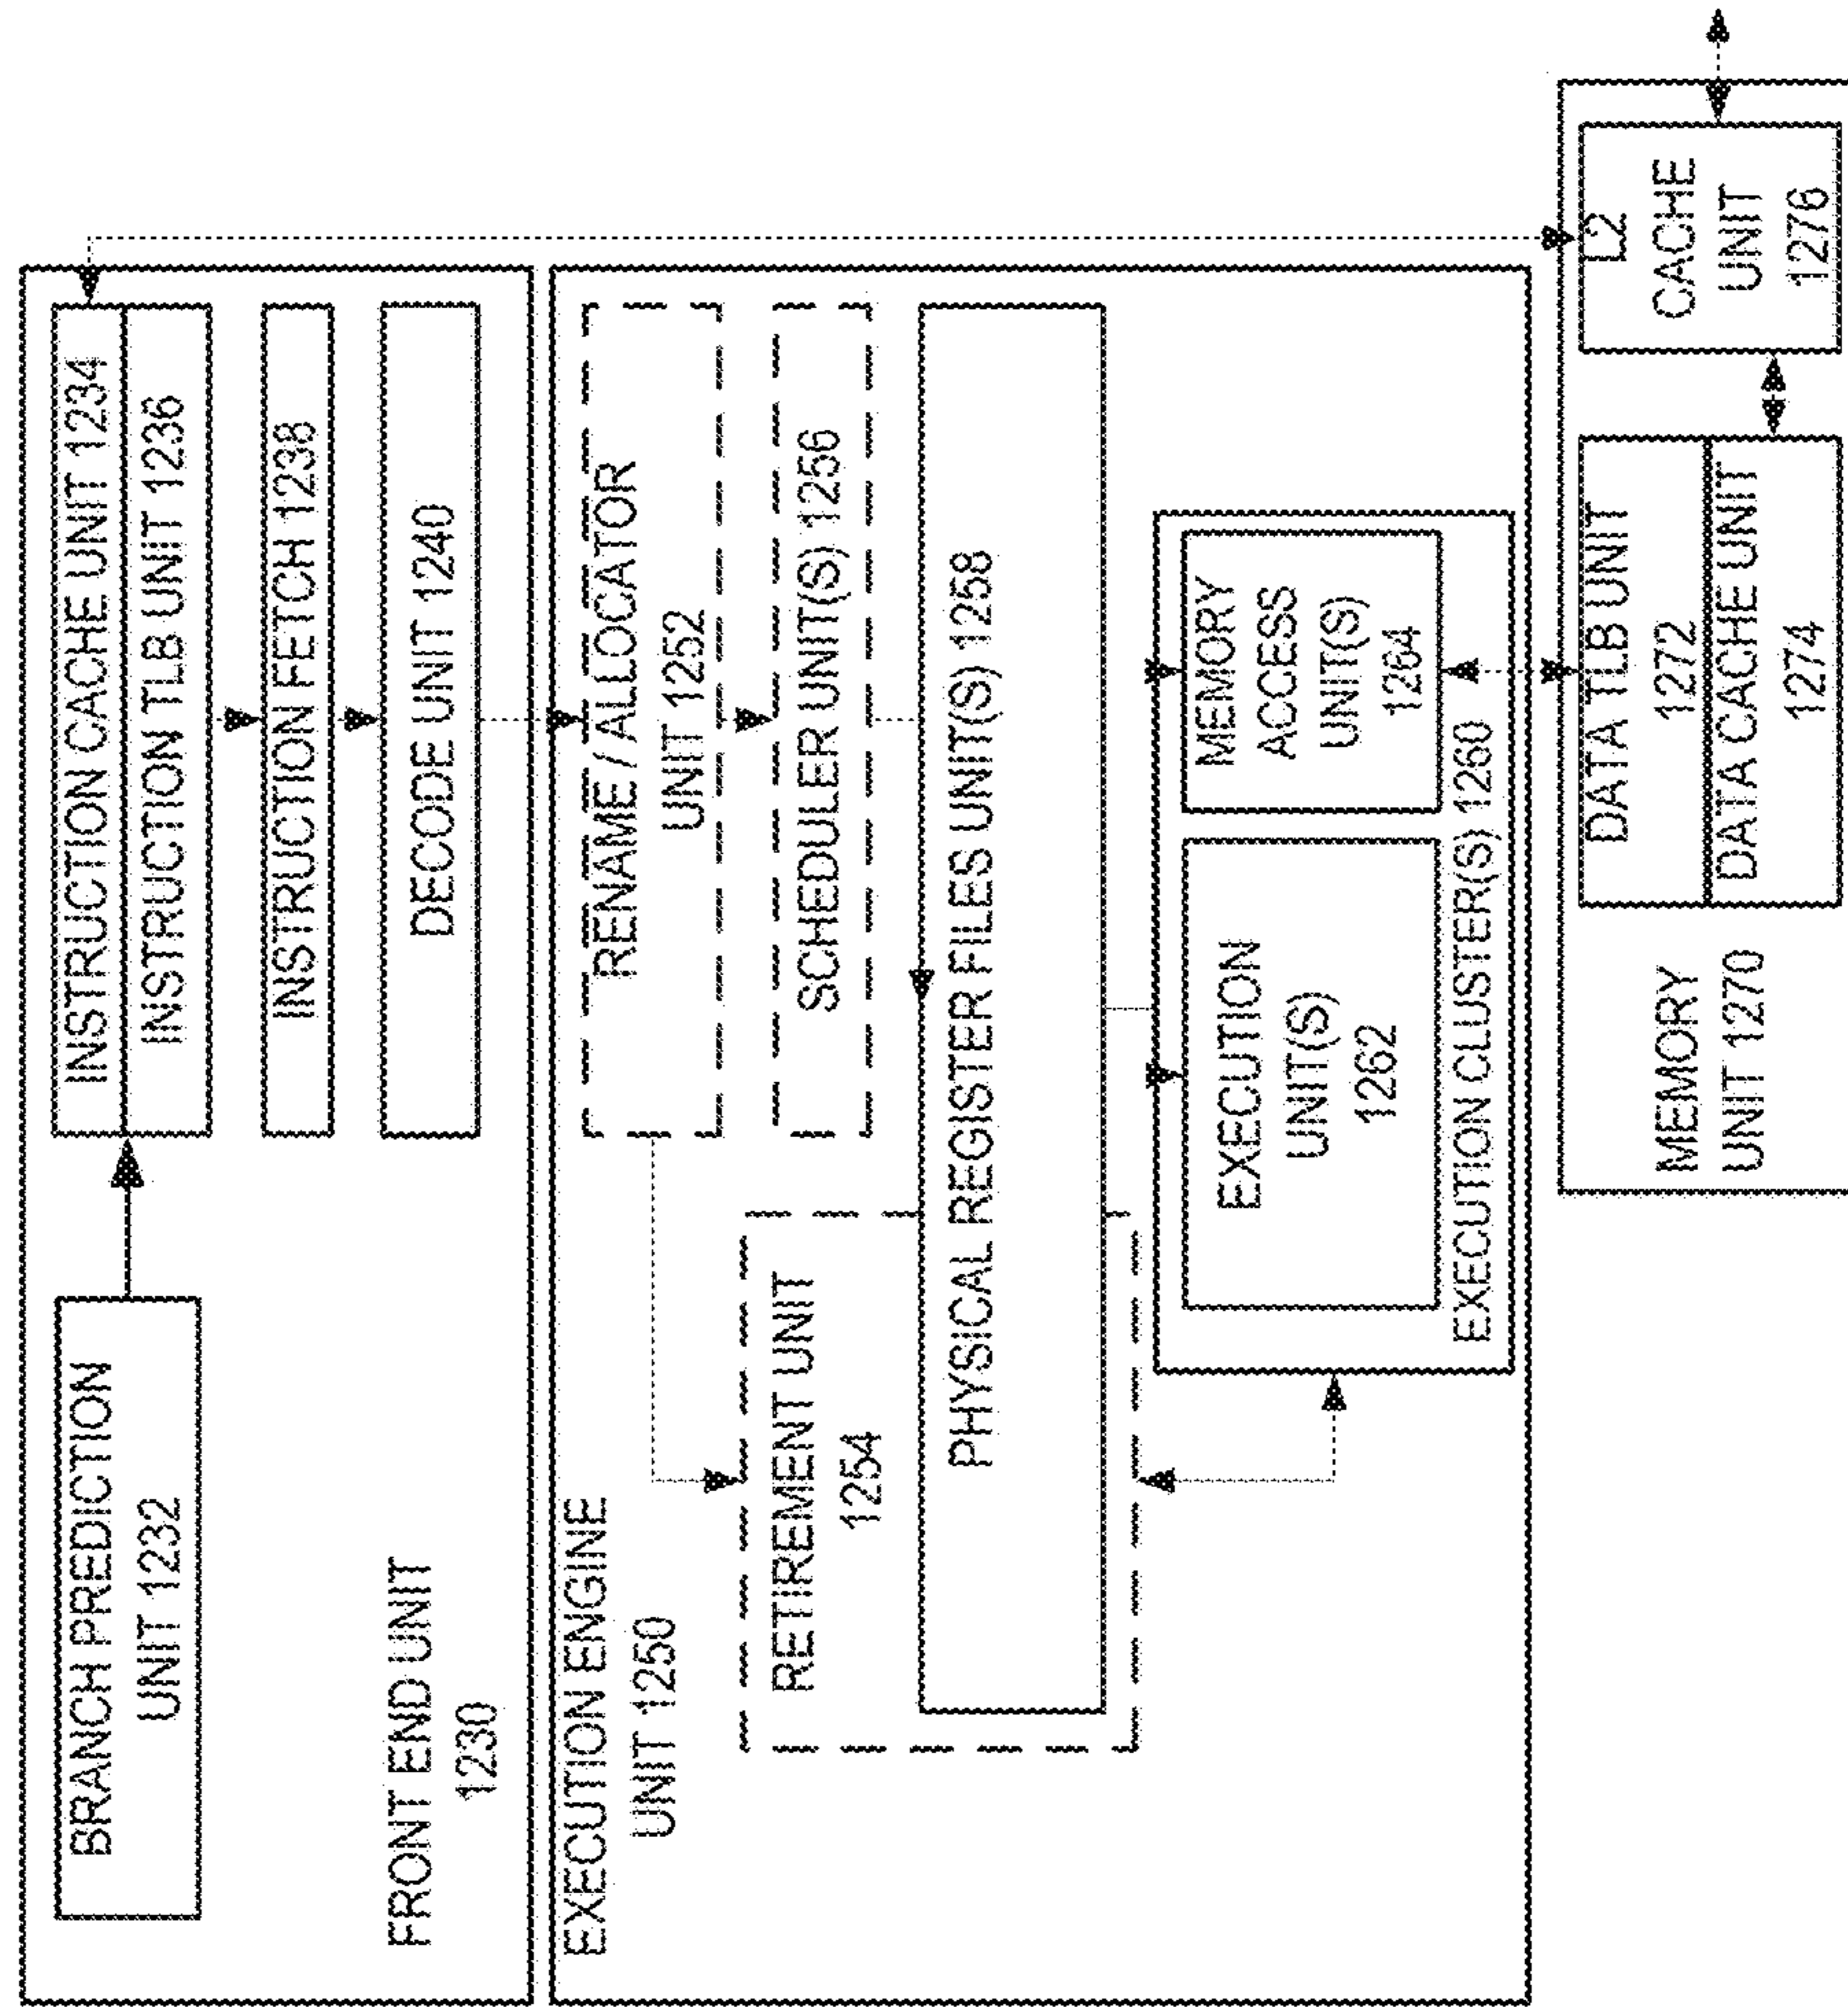 BRANCH PREDICTION
UNIT 1232
INSTRUCTION CACHE UNIT 1234
INSTRUCTION TLB UNIT 1236
INSTRUCTION FETCH 1238
DECODE UNIT 1240
FRONT END UNIT
1230
EXECUTION ENGINE
UNIT 1250
RENAME / ALLOCATOR
UNIT 1252
SCHEDULER UNIT(S) 1256
RETIREMENT UNIT
1254
PHYSICAL REGISTER FILES UNIT(S) 1258
EXECUTION
UNIT(S)
1262
MEMORY
ACCESS
UNIT(S)
1264
EXECUTION CLUSTER(S) 1260
MEMORY
UNIT 1270
DATA TLB UNIT
1272
DATA CACHE UNIT
1274
L2
CACHE
UNIT
1276